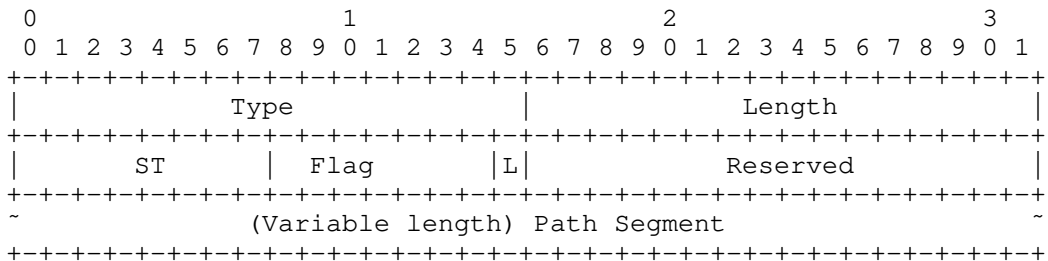 0                   1                   2                   3
 0 1 2 3 4 5 6 7 8 9 0 1 2 3 4 5 6 7 8 9 0 1 2 3 4 5 6 7 8 9 0 1
+-+-+-+-+-+-+-+-+-+-+-+-+-+-+-+-+-+-+-+-+-+-+-+-+-+-+-+-+-+-+-+-+
|             Type              |             Length            |
+-+-+-+-+-+-+-+-+-+-+-+-+-+-+-+-+-+-+-+-+-+-+-+-+-+-+-+-+-+-+-+-+
|       ST      |  Flag       |L|            Reserved           |
+-+-+-+-+-+-+-+-+-+-+-+-+-+-+-+-+-+-+-+-+-+-+-+-+-+-+-+-+-+-+-+-+
~              (Variable length) Path Segment                   ~
+-+-+-+-+-+-+-+-+-+-+-+-+-+-+-+-+-+-+-+-+-+-+-+-+-+-+-+-+-+-+-+-+